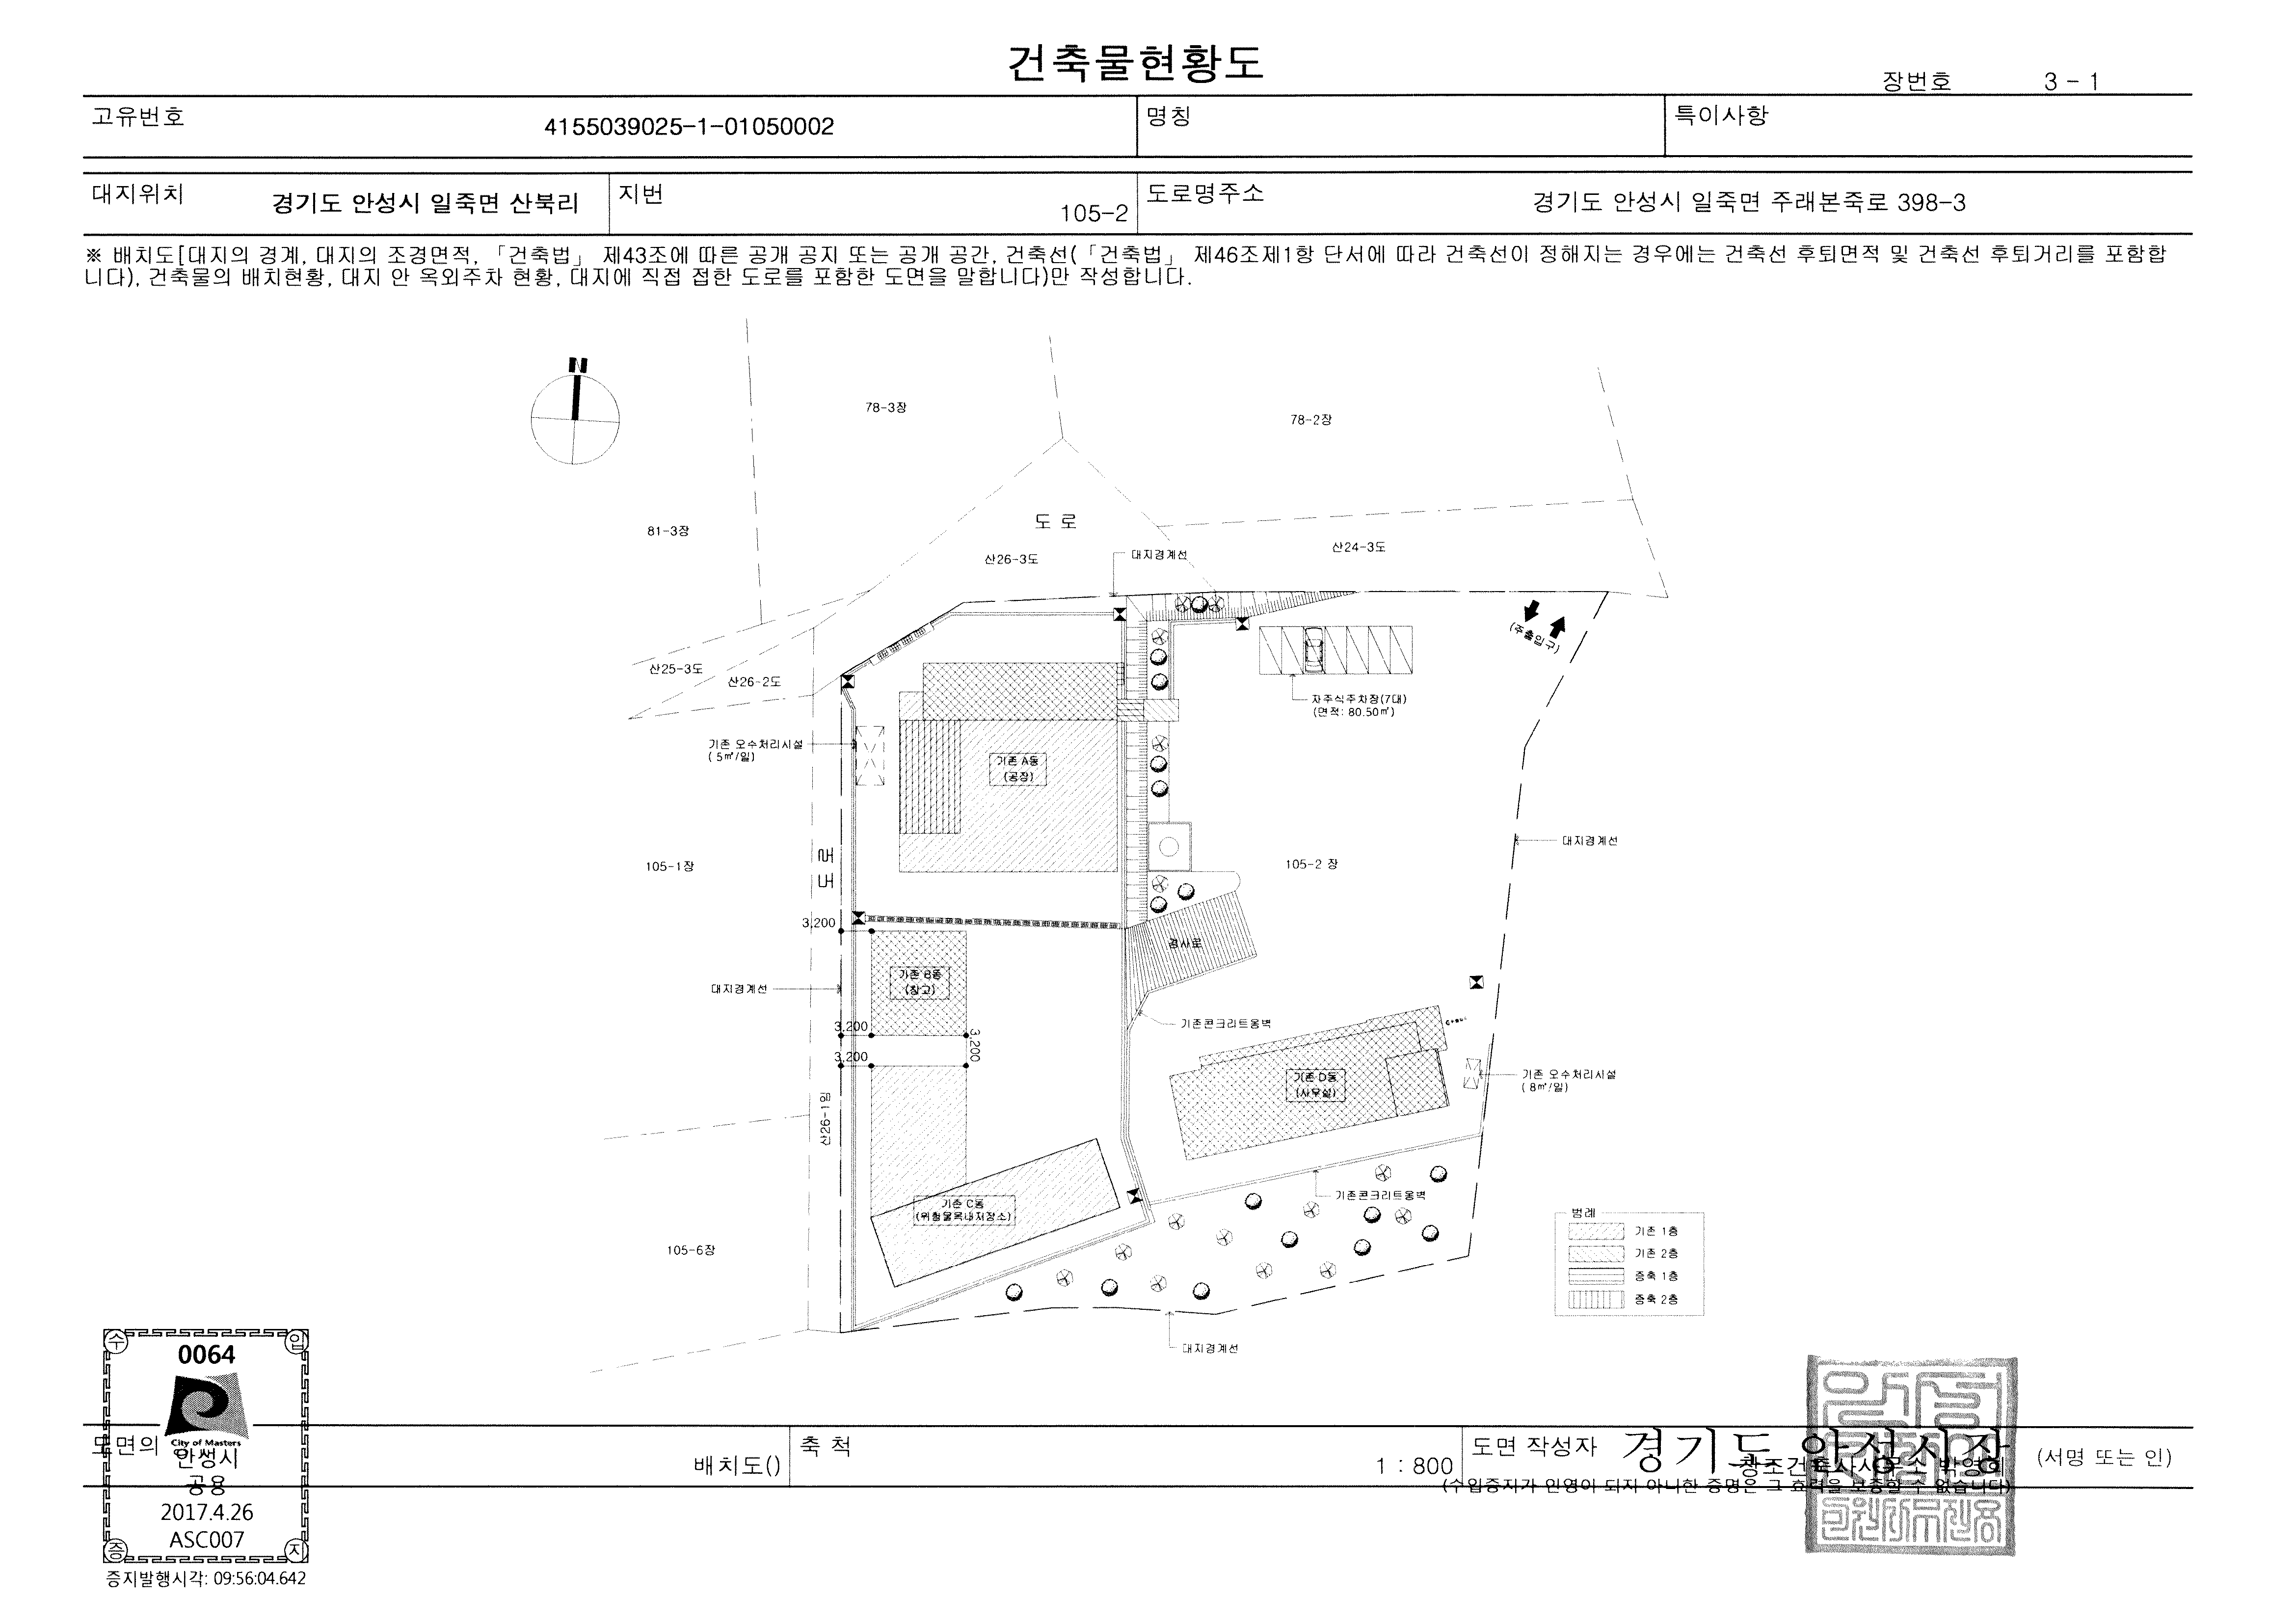 건축물현황도
장번호 3 - 1
고유번호 4155039025-1-01050002 명칭 특이사항
대지위치 경기도 안성시 일죽면 산북리 지번 105-2 도로명주소 경기도 안성시 일죽면 주래본죽로 398-3
※ 배치도[대지의 경계, 대지의 조경면적, 「건축법」 제43조에 따른 공개 공지 또는 공개 공간, 건축선(「건축법」 제46조제1항 단서에 따라 건축선이 정해지는 경우에는 건축선 후퇴면적 및 건축선 후퇴거리를 포함합
니다), 건축물의 배치현황, 대지 안 옥외주차 현황, 대지에 직접 접한 도로를 포함한 도면을 말합니다)만 작성합니다.
N
78-3장
78-2장
81-3장
도 로
산26-3도
대지경계선
산24-3도
(주출입구)
산25-3도
산26-2도
자주식주차장(7대)
(면적: 80.50㎡)
기존 오수처리시설
( 5㎥/일)
기존 A동
(공장)
대지경계선
105-1장
도 로
105-2 장
3,200
경사로
기존 B동
(창고)
대지경계선
기존콘크리트옹벽
3,200
3,200
3,200
기존 D동
(사무실)
기존 오수처리시설
( 8㎥/일)
산26-1임
기존콘크리트옹벽
기존 C동
(위험물옥내저장소)
105-6장
범례
기존 1층
기존 2층
증축 1층
증축 2층
대지경계선
수 입
0064
City of Masters
안성시
공용
2017.4.26
ASC007
증 지
증지발행시각: 09:56:04.642
도면의 배치도() 축 척 1 : 800 도면 작성자 창조건축사사무소 박영희 (서명 또는 인)
경기도 안성시장
(수입증지가 인영이 되지 아니한 증명은 그 효력을 보증할 수 없습니다)